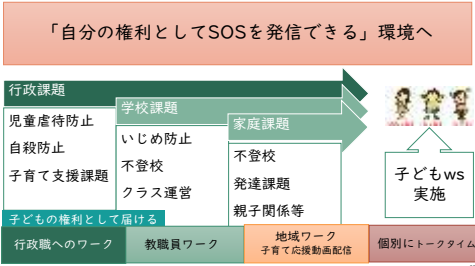 「自分の権利としてSOSを発信できる」環境へ
行政課題
児童虐待防止
自殺防止
子育て支援課題
学校課題
いじめ防止
不登校
クラス運営
家庭課題
不登校
発達課題
親子関係等
子どもws
実施
子どもの権利として届ける
行政職へのワーク
教職員ワーク
地域ワーク
子育て応援動画配信
個別にトークタイム